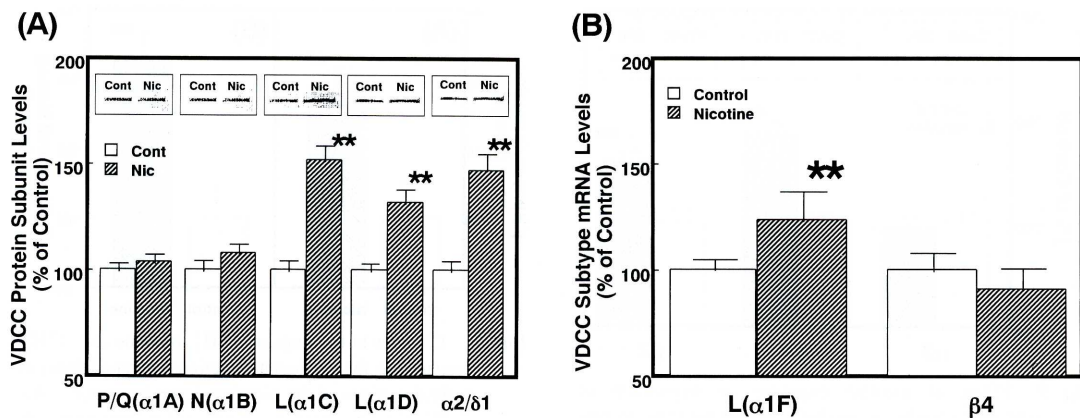 (A)
VDCC Protein Subunit Levels
(% of Control)
200
150
100
50
Cont Nic
Cont Nic
Cont Nic
Cont Nic
Cont Nic
Cont
Nic
**
**
**
P/Q(α1A) N(α1B) L(α1C) L(α1D) α2/δ1
(B)
VDCC Subtype mRNA Levels
(% of Control)
200
150
100
50
Control
Nicotine
**
L(α1F) β4